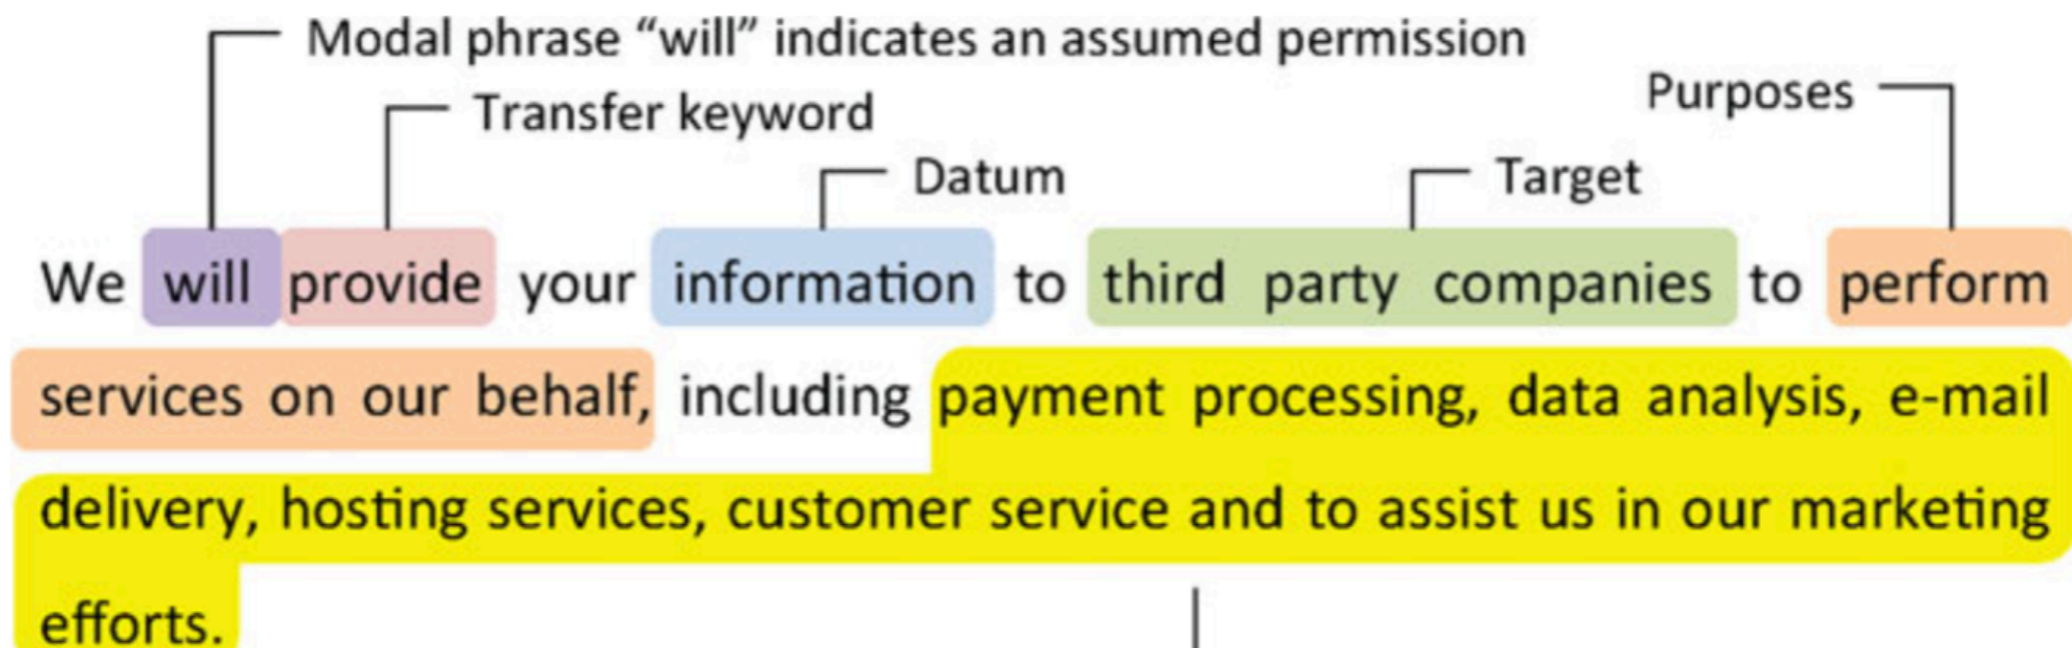 Modal phrase “will” indicates an assumed permission
Purposes
Transfer keyword
Datum
Target
We will provide your information to third party companies to perform
services on our behalf, including payment processing, data analysis, e-mail
delivery, hosting services, customer service and to assist us in our marketing
efforts.